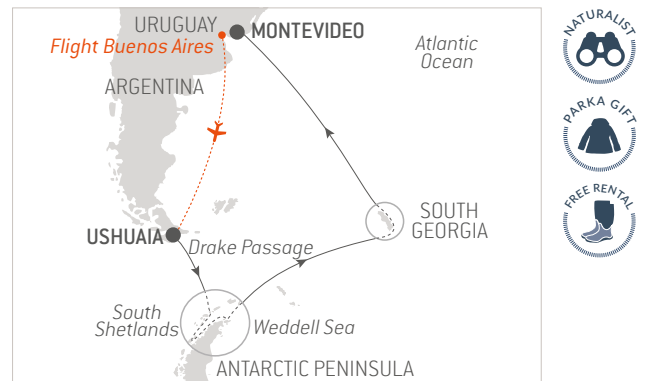 URUGUAY
MONTEVIDEO
Flight Buenos Aires
Atlantic
Ocean
ARGENTINA
USHUAIA
Drake Passage
SOUTH
GEORGIA
South
Shetlands
Weddell Sea
ANTARCTIC PENINSULA
NATURALIST
PARKA GIFT
FREE RENTAL